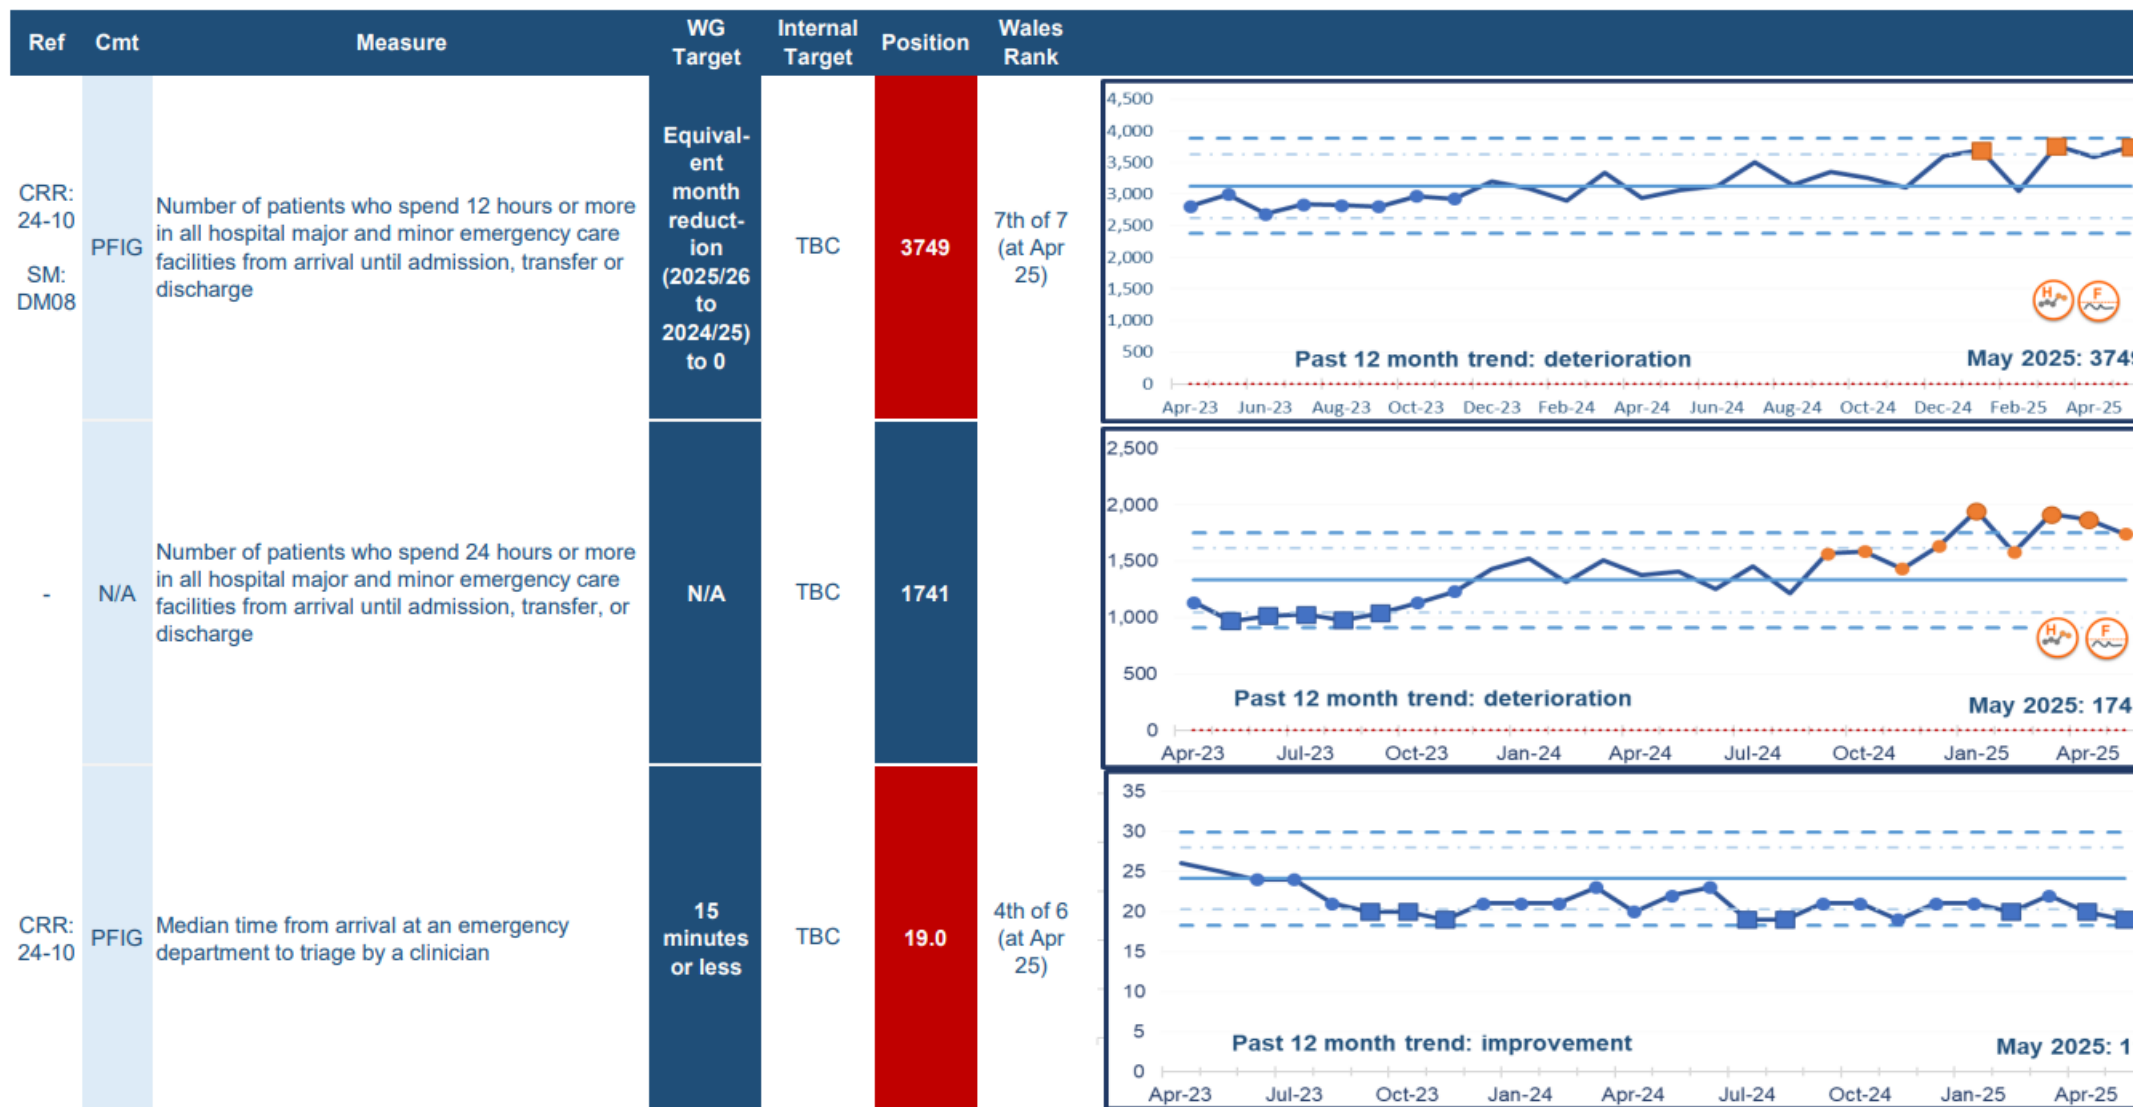 Ref Cmt Measure WG Target Internal Target Position Wales Rank
CRR: 24-10
SM: DM08
PFIG
Number of patients who spend 12 hours or more
in all hospital major and minor emergency care
facilities from arrival until admission, transfer or
discharge
Equival-
ent
month
reduct-
ion
(2025/26
to
2024/25)
to 0
TBC
3749
7th of 7
(at Apr
25)
4,500
4,000
3,500
3,000
2,500
2,000
1,500
1,000
500
0
H F
Past 12 month trend: deterioration
May 2025: 3749
Apr-23 Jun-23 Aug-23 Oct-23 Dec-23 Feb-24 Apr-24 Jun-24 Aug-24 Oct-24 Dec-24 Feb-25 Apr-25
-
N/A
Number of patients who spend 24 hours or more
in all hospital major and minor emergency care
facilities from arrival until admission, transfer, or
discharge
N/A
TBC
1741
2,500
2,000
1,500
1,000
500
0
H F
Past 12 month trend: deterioration
May 2025: 174
Apr-23 Jul-23 Oct-23 Jan-24 Apr-24 Jul-24 Oct-24 Jan-25 Apr-25
CRR:
24-10
PFIG
Median time from arrival at an emergency
department to triage by a clinician
15
minutes
or less
TBC
19.0
4th of 6
(at Apr
25)
35
30
25
20
15
10
5
0
Past 12 month trend: improvement
May 2025: 1
Apr-23 Jul-23 Oct-23 Jan-24 Apr-24 Jul-24 Oct-24 Jan-25 Apr-25